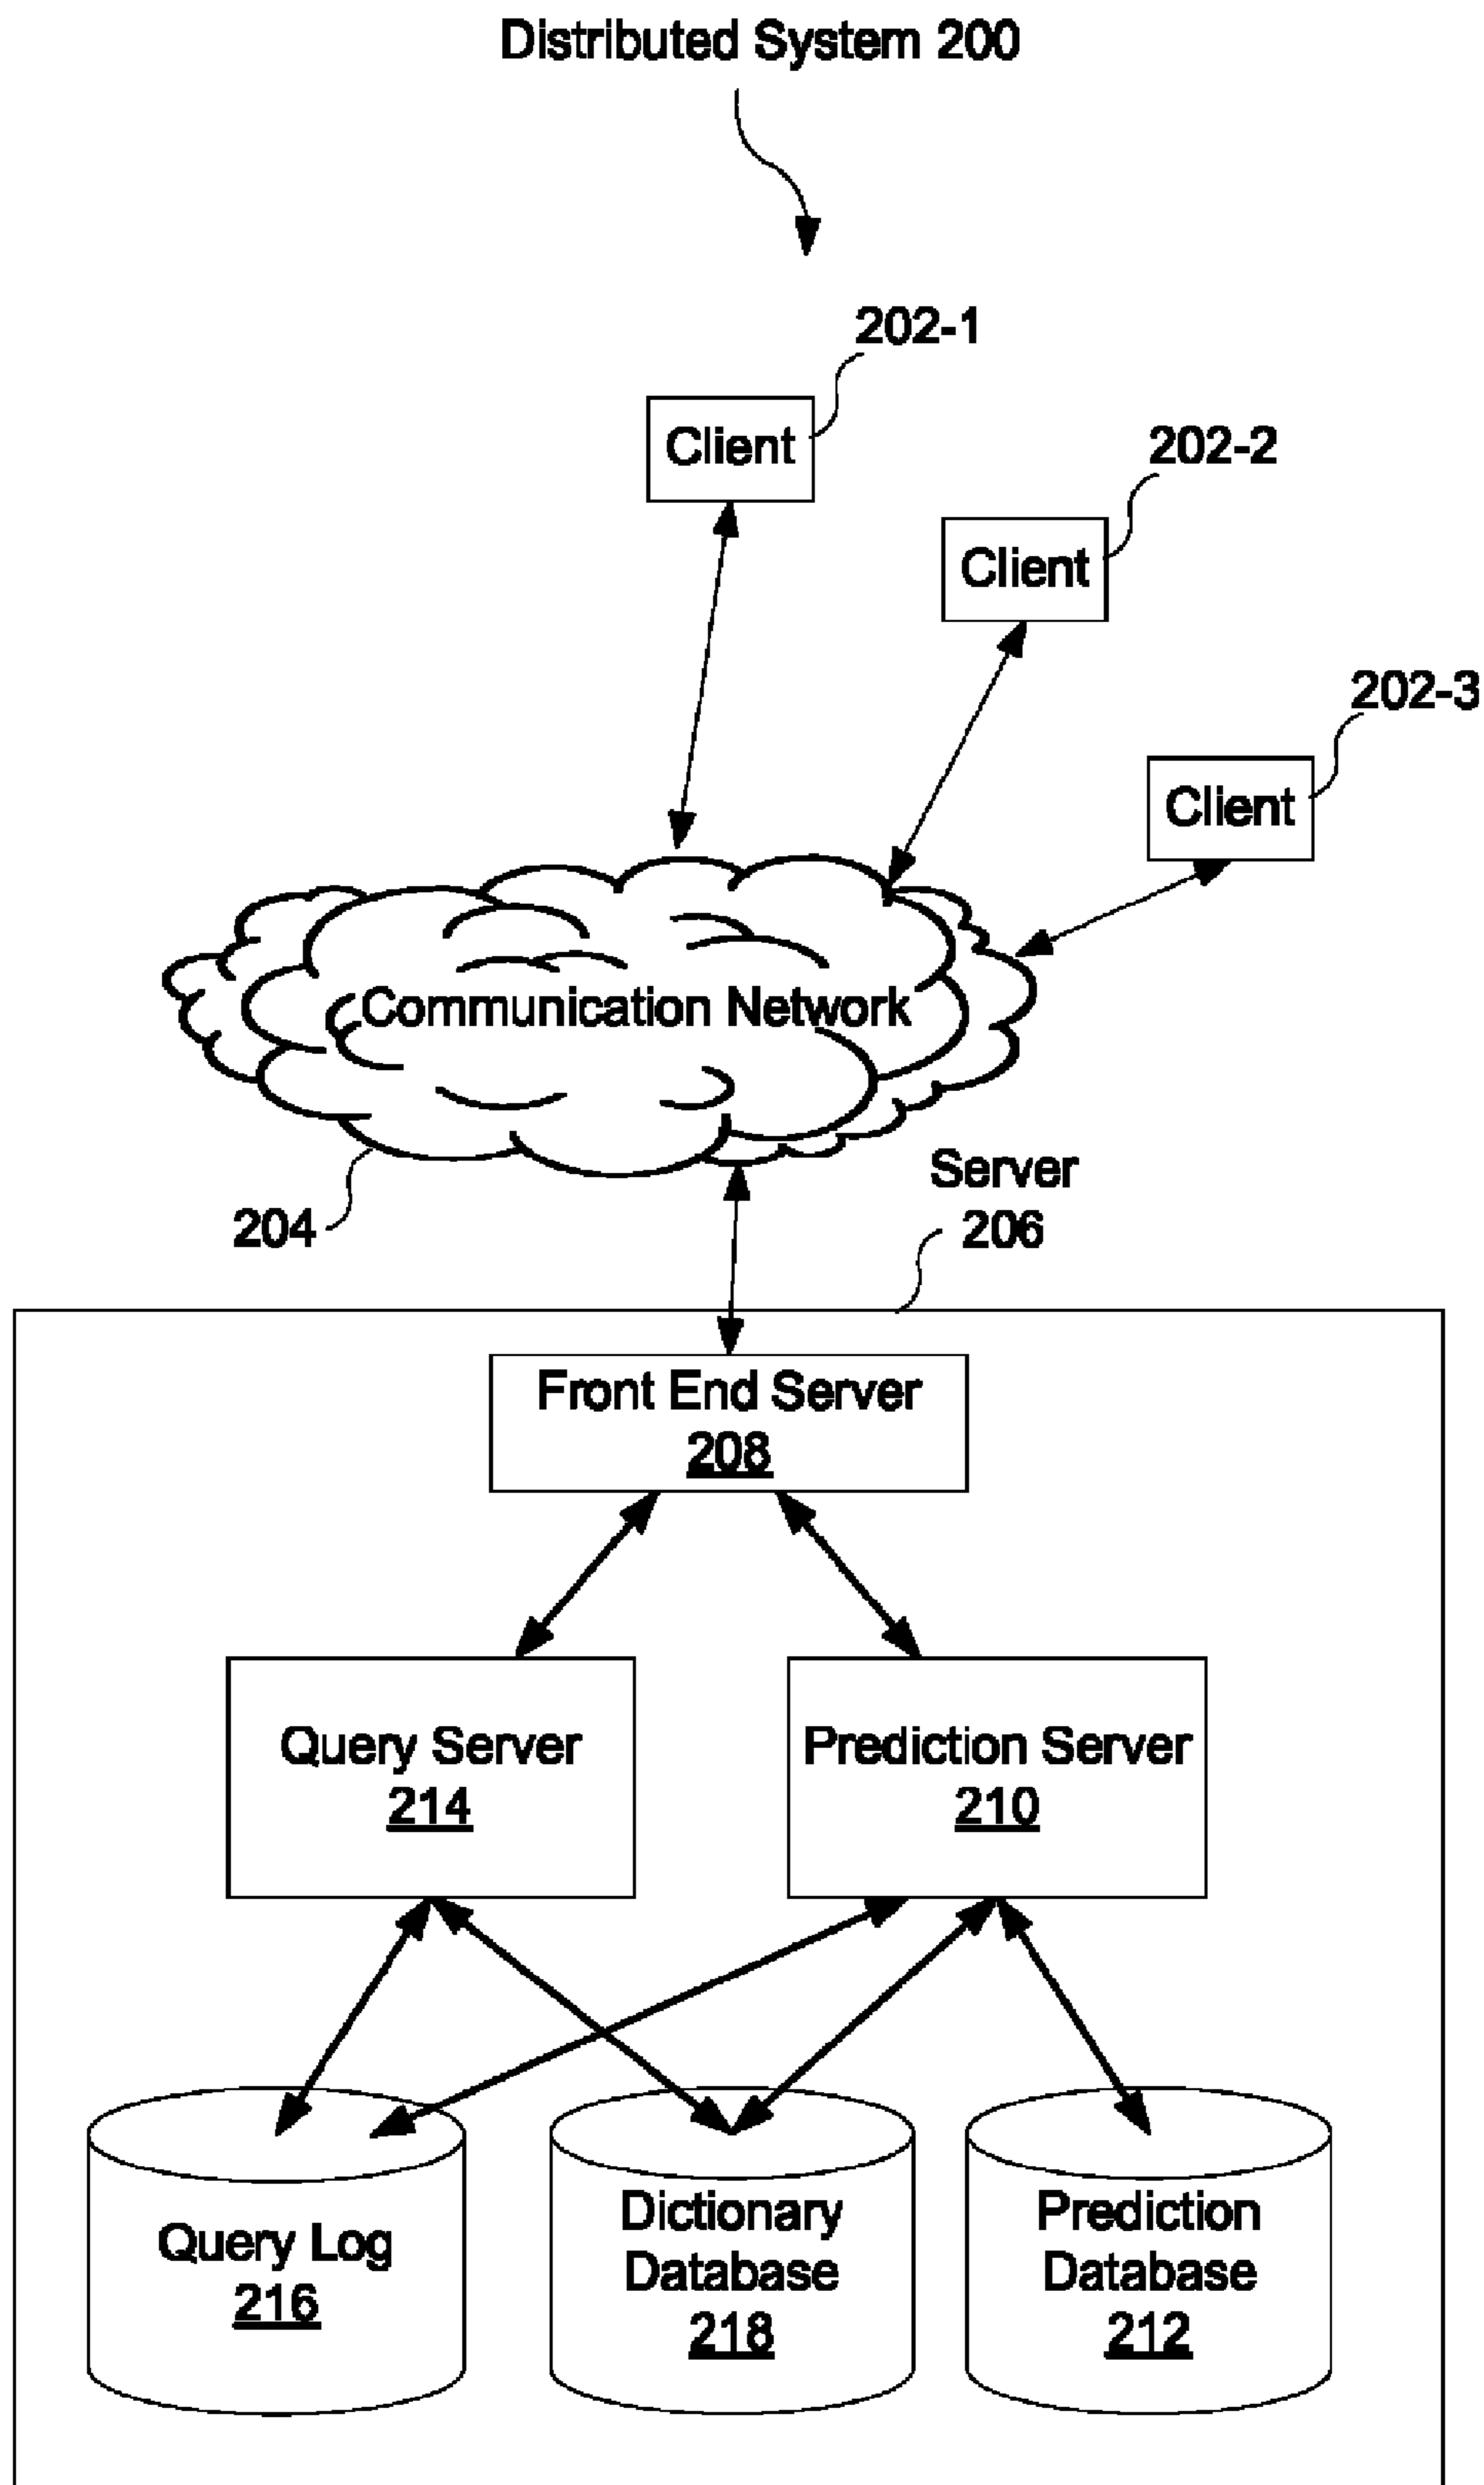 Distributed System 200
202-1
Client
202-2
Client
202-3
Client
Communication Network
204
Server
206
Front End Server
208
Query Server
214
Prediction Server
210
Query Log
216
Dictionary
Database
218
Prediction
Database
212